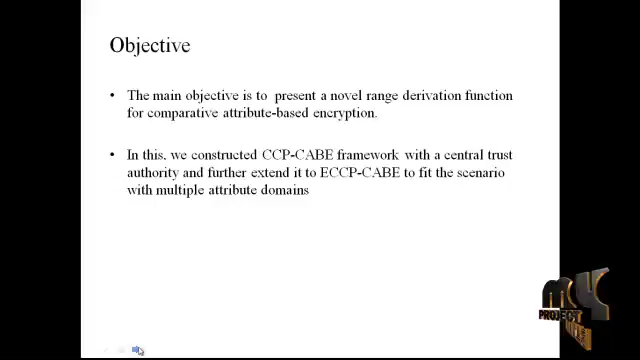 Objective
• The main objective is to present a novel range derivation function
for comparative attribute-based encryption.
• In this, we constructed CCP-CABE framework with a central trust
authority and further extend it to ECCP-CABE to fit the scenario
with multiple attribute domains
MY
PROJECT